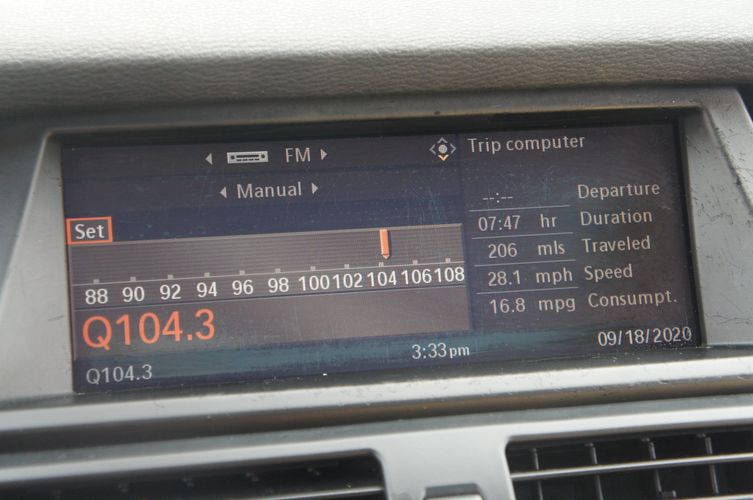 FM
Manual
Set
88 90 92 94 96 98 100 102 104 106 108
Q104.3
Q104.3
3:33pm
Trip computer
--:-- Departure
07:47 hr Duration
206 mls Traveled
28.1 mph Speed
16.8 mpg Consumpt.
09/18/2020